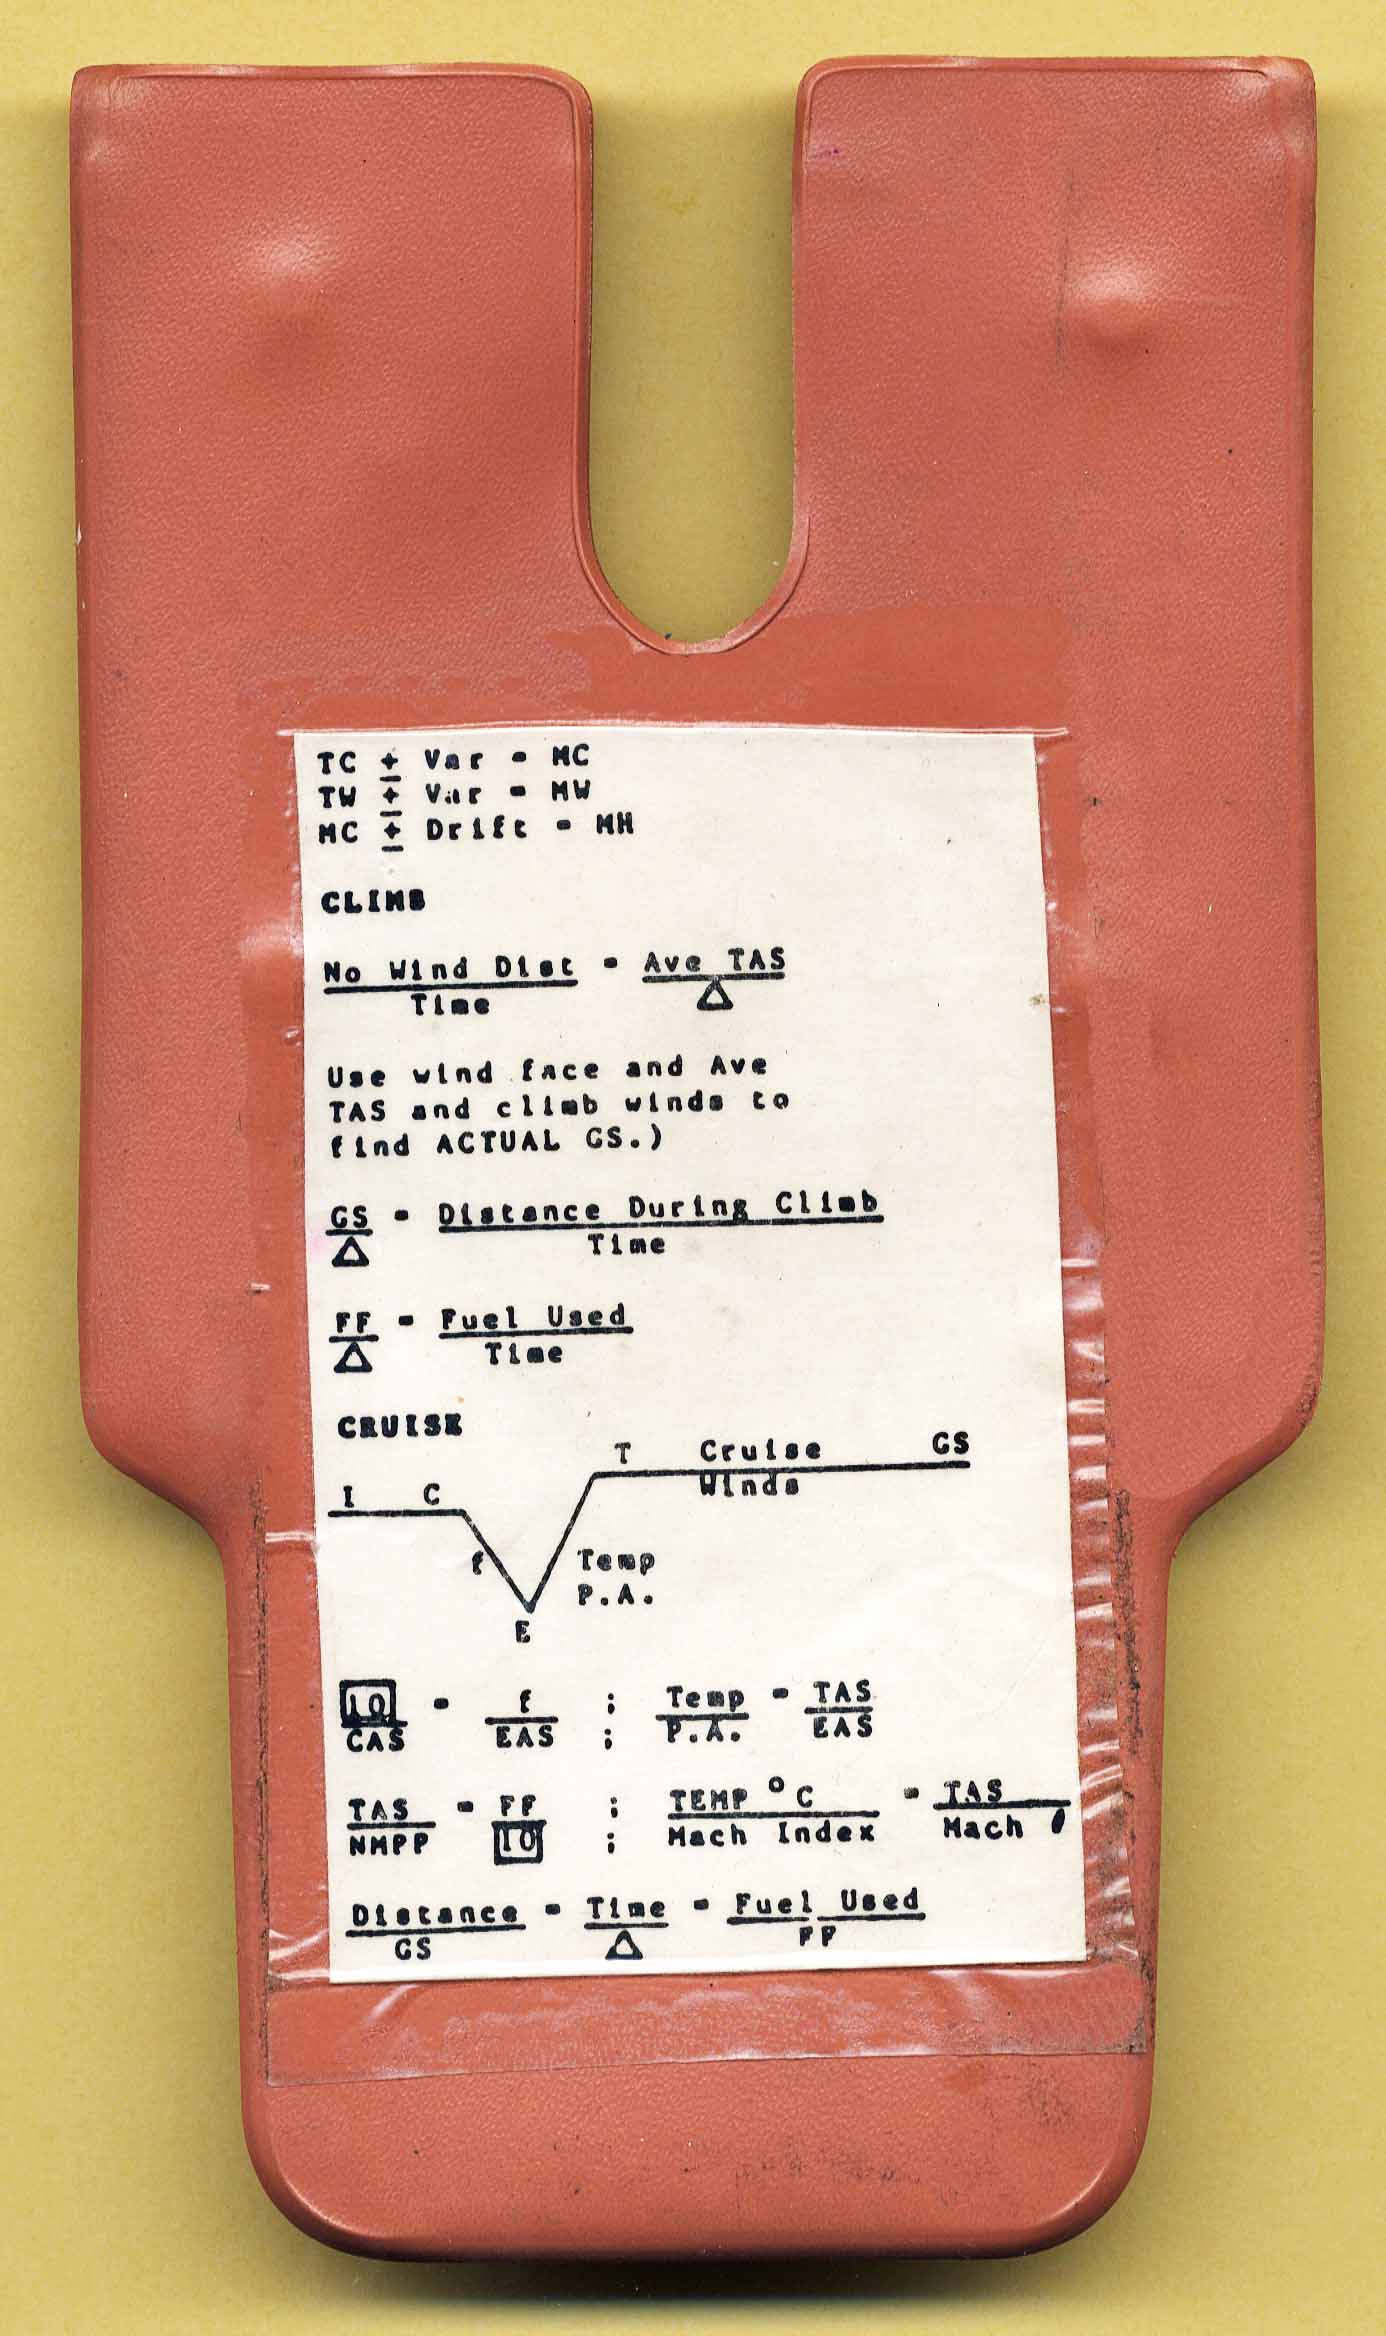 TC ± Var = MC
TW ± Var = MW
MC ± Drift = MH
CLIMB
No Wind Dist = Ave TAS
Time △
Use wind face and Ave
TAS and climb winds to
find ACTUAL GS.)
GS = Distance During Climb
△ Time
FF = Fuel Used
△ Time
CRUISE
T Cruise GS
Winds
I C
f Temp
P.A.
E
10 = f ; Temp = TAS
CAS EAS ; P.A. EAS
TAS = FF ; TEMP °C = TAS
NMPP 10 ; Mach Index Mach
Distance = Time = Fuel Used
GS △ FF